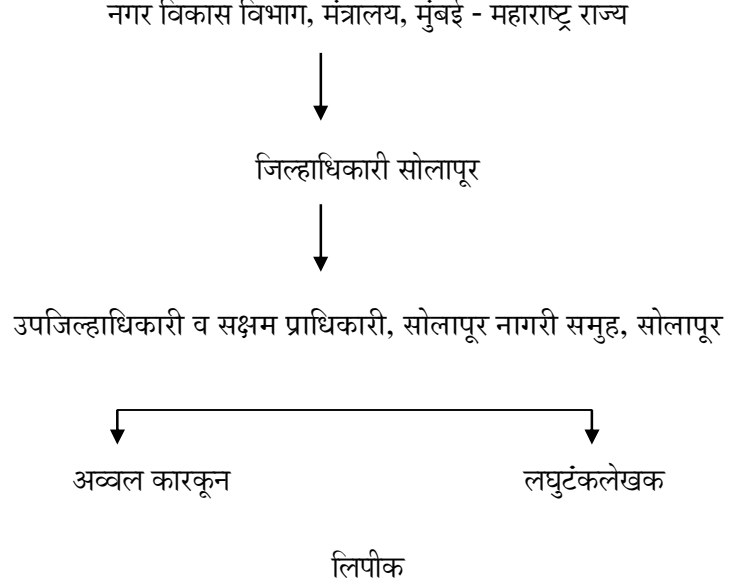 नगर विकास विभाग, मंत्रालय, मुंबई - महाराष्ट्र राज्य
जिल्हाधिकारी सोलापूर
उपजिल्हाधिकारी व सक्षम प्राधिकारी, सोलापूर नागरी समुह, सोलापूर
अव्वल कारकून लघुटंकलेखक
लिपीक